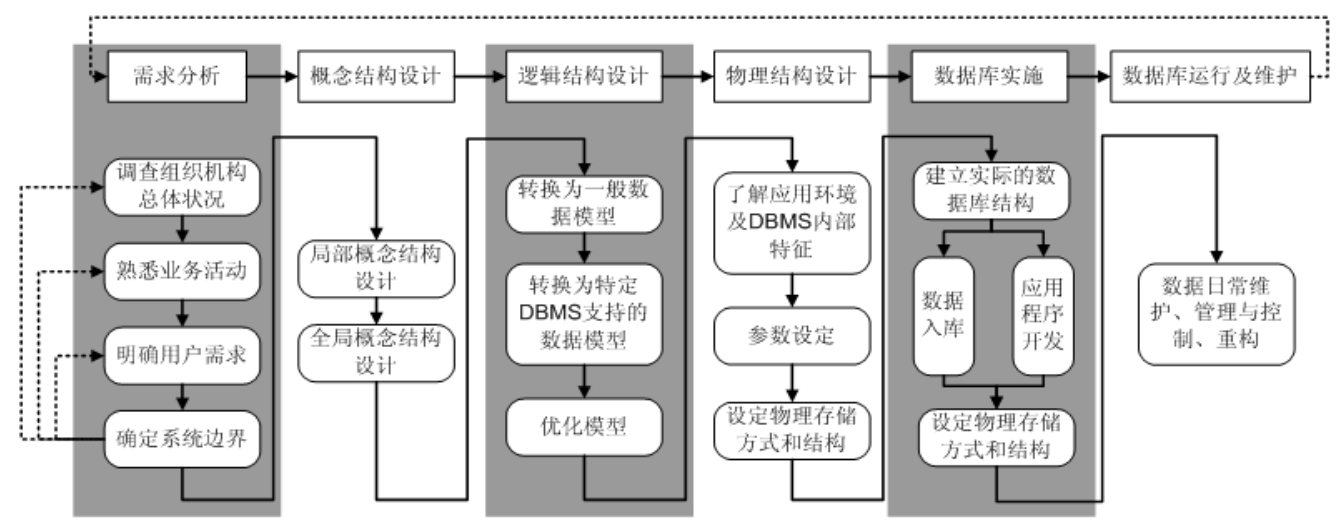 需求分析
概念结构设计
逻辑结构设计
物理结构设计
数据库实施
数据库运行及维护
调查组织机构
总体状况
熟悉业务活动
明确用户需求
确定系统边界
局部概念结构
设计
全局概念结构
设计
转换为一般数
据模型
转换为特定
DBMS支持的
数据模型
优化模型
了解应用环境
及DBMS内部
特征
参数设定
设定物理存储
方式和结构
建立实际的数
据库结构
数据
入库
应用
程序
开发
设定物理存储
方式和结构
数据日常维
护、管理与控
制、重构